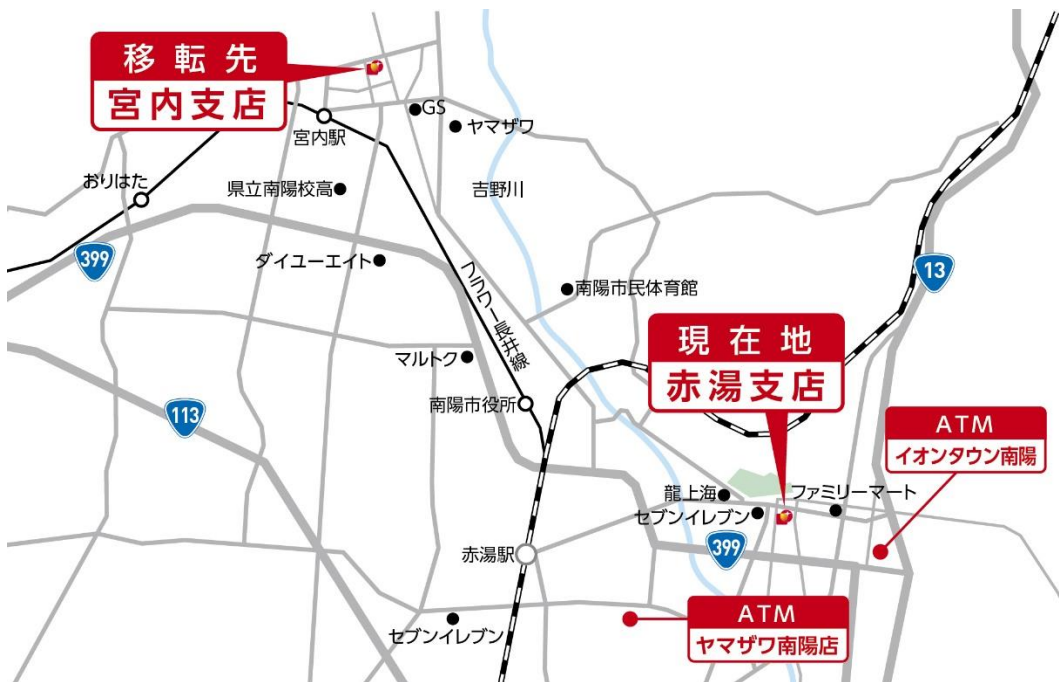 移転先
宮内支店
GS
ヤマザワ
宮内駅
おりはた
県立南陽校高
吉野川
399
ダイユーエイト
フラワー長井線
南陽市民体育館
13
現在地
赤湯支店
マルトク
南陽市役所
113
ATM
イオンタウン南陽
龍上海
ファミリーマート
セブンイレブン
399
赤湯駅
セブンイレブン
ATM
ヤマザワ南陽店